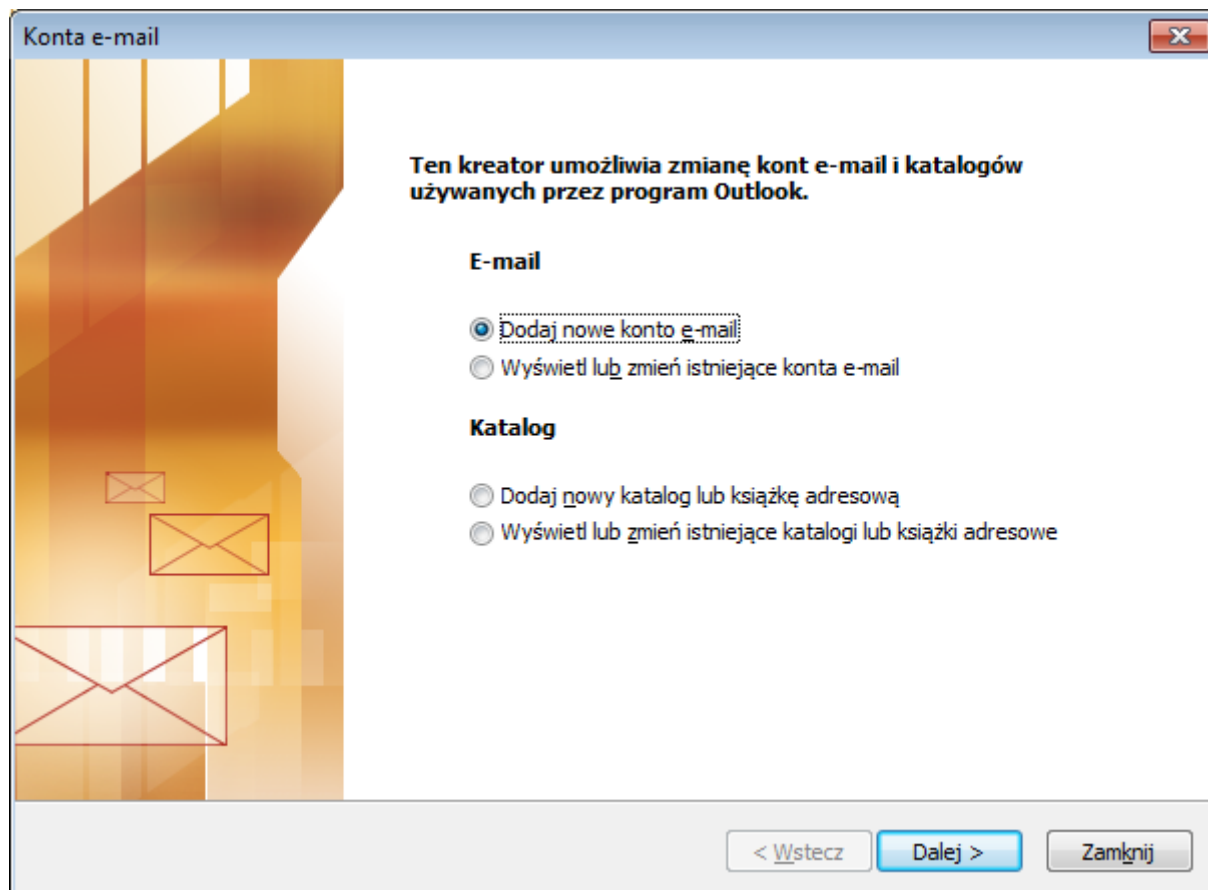 Konta e-mail
Ten kreator umożliwia zmianę kont e-mail i katalogów
używanych przez program Outlook.
E-mail
Dodaj nowe konto e-mail
Wyświetl lub zmień istniejące konta e-mail
Katalog
Dodaj nowy katalog lub książkę adresową
Wyświetl lub zmień istniejące katalogi lub książki adresowe
< Wstecz
Dalej >
Zamknij